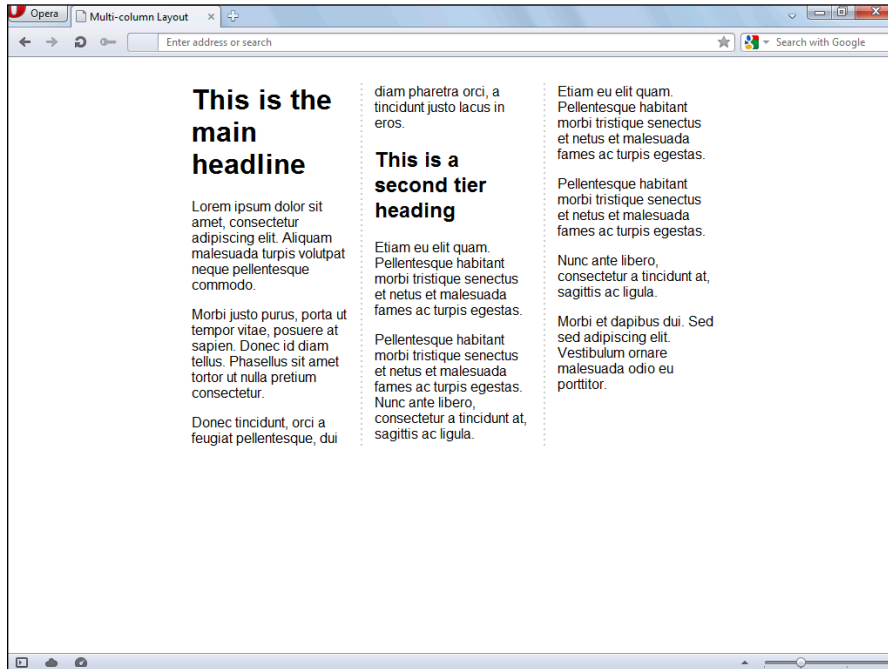 Opera
Multi-column Layout
Enter address or search
Search with Google
This is the
main
headline
Lorem ipsum dolor sit
amet, consectetur
adipiscing elit. Aliquam
malesuada turpis volutpat
neque pellentesque
commodo.
Morbi justo purus, porta ut
tempor vitae, posuere at
sapien. Donec id diam
tellus. Phasellus sit amet
tortor ut nulla pretium
consectetur.
Donec tincidunt, orci a
feugiat pellentesque, dui
diam pharetra orci, a
tincidunt justo lacus in
eros.
This is a
second tier
heading
Etiam eu elit quam.
Pellentesque habitant
morbi tristique senectus
et netus et malesuada
fames ac turpis egestas.
Pellentesque habitant
morbi tristique senectus
et netus et malesuada
fames ac turpis egestas.
Nunc ante libero,
consectetur a tincidunt at,
sagittis ac ligula.
Etiam eu elit quam.
Pellentesque habitant
morbi tristique senectus
et netus et malesuada
fames ac turpis egestas.
Pellentesque habitant
morbi tristique senectus
et netus et malesuada
fames ac turpis egestas.
Nunc ante libero,
consectetur a tincidunt at,
sagittis ac ligula.
Morbi et dapibus dui. Sed
sed adipiscing elit.
Vestibulum ornare
malesuada odio eu
porttitor.